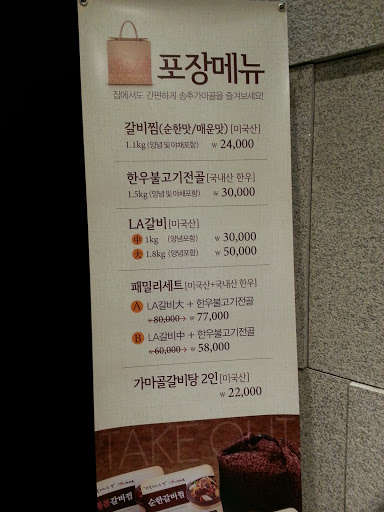 포장메뉴
집에서도 간편하게 송추가마골을 즐겨보세요!
갈비찜(순한맛/매운맛) [미국산]
1.1kg (양념 및 야채포함) ₩ 24,000
한우불고기전골 [국내산 한우]
1.5kg (양념 및 야채포함) ₩ 30,000
LA갈비 [미국산]
中 1kg (양념포함) ₩ 30,000
大 1.8kg (양념포함) ₩ 50,000
패밀리세트 [미국산+국내산 한우]
A LA갈비大 + 한우불고기전골
₩ 80,000 → ₩ 77,000
B LA갈비中 + 한우불고기전골
₩ 60,000 → ₩ 58,000
가마골갈비탕 2인 [미국산]
₩ 22,000
TAKE OUT
갈비찜
순한갈비찜